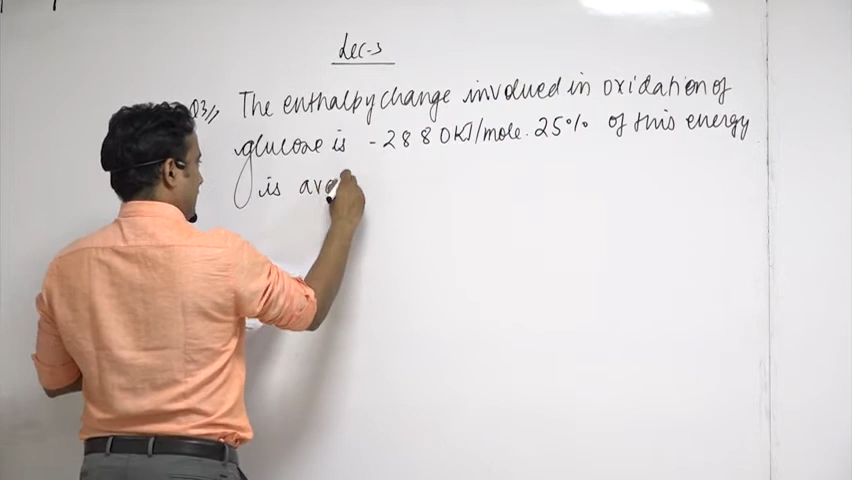 Lec-3
Q3// The enthalpy change involved in oxidation of
glucose is -2880KJ/mole. 25% of this energy
is ava